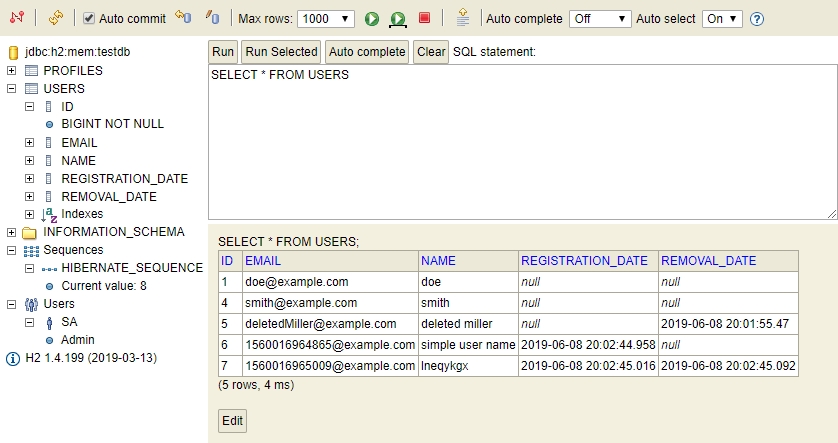 Auto commit Max rows: 1000 Auto complete Off Auto select On ?
jdbc:h2:mem:testdb
PROFILES
USERS
ID
BIGINT NOT NULL
EMAIL
NAME
REGISTRATION_DATE
REMOVAL_DATE
Indexes
INFORMATION_SCHEMA
Sequences
HIBERNATE_SEQUENCE
Current value: 8
Users
SA
Admin
H2 1.4.199 (2019-03-13)
Run Run Selected Auto complete Clear SQL statement:
SELECT * FROM USERS
SELECT * FROM USERS;
ID EMAIL NAME REGISTRATION_DATE REMOVAL_DATE
1 doe@example.com doe null null
4 smith@example.com smith null null
5 deletedMiller@example.com deleted miller null 2019-06-08 20:01:55.47
6 1560016964865@example.com simple user name 2019-06-08 20:02:44.958 null
7 1560016965009@example.com lneqykgx 2019-06-08 20:02:45.016 2019-06-08 20:02:45.092
(5 rows, 4 ms)
Edit